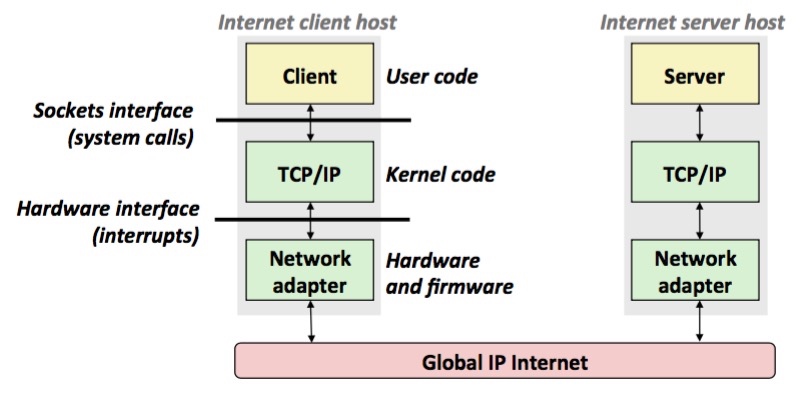 Internet client host
Internet server host
Client
User code
Server
Sockets interface
(system calls)
TCP/IP
Kernel code
TCP/IP
Hardware interface
(interrupts)
Network
adapter
Hardware
and firmware
Network
adapter
Global IP Internet